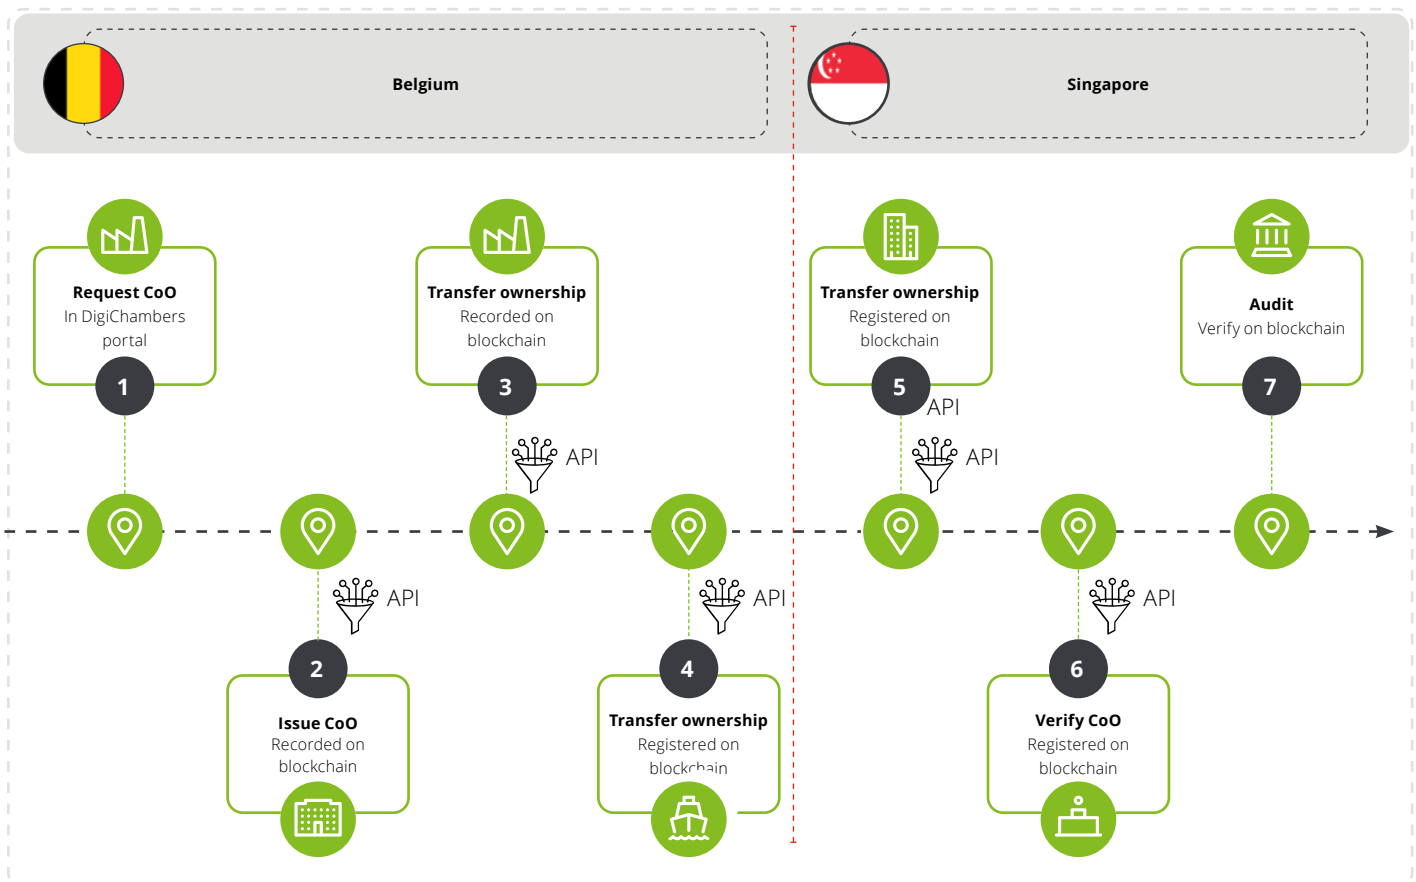 Belgium
Singapore
Request CoO
In DigiChambers
portal
1
Transfer ownership
Recorded on
blockchain
3
API
Transfer ownership
Registered on
blockchain
5
API
API
Audit
Verify on blockchain
7
API
2
Issue CoO
Recorded on
blockchain
API
4
Transfer ownership
Registered on
blockchain
API
6
Verify CoO
Registered on
blockchain